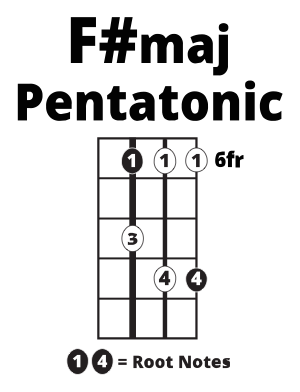 F#maj
Pentatonic
1 1 1 6fr
3
4 4
1 4 = Root Notes